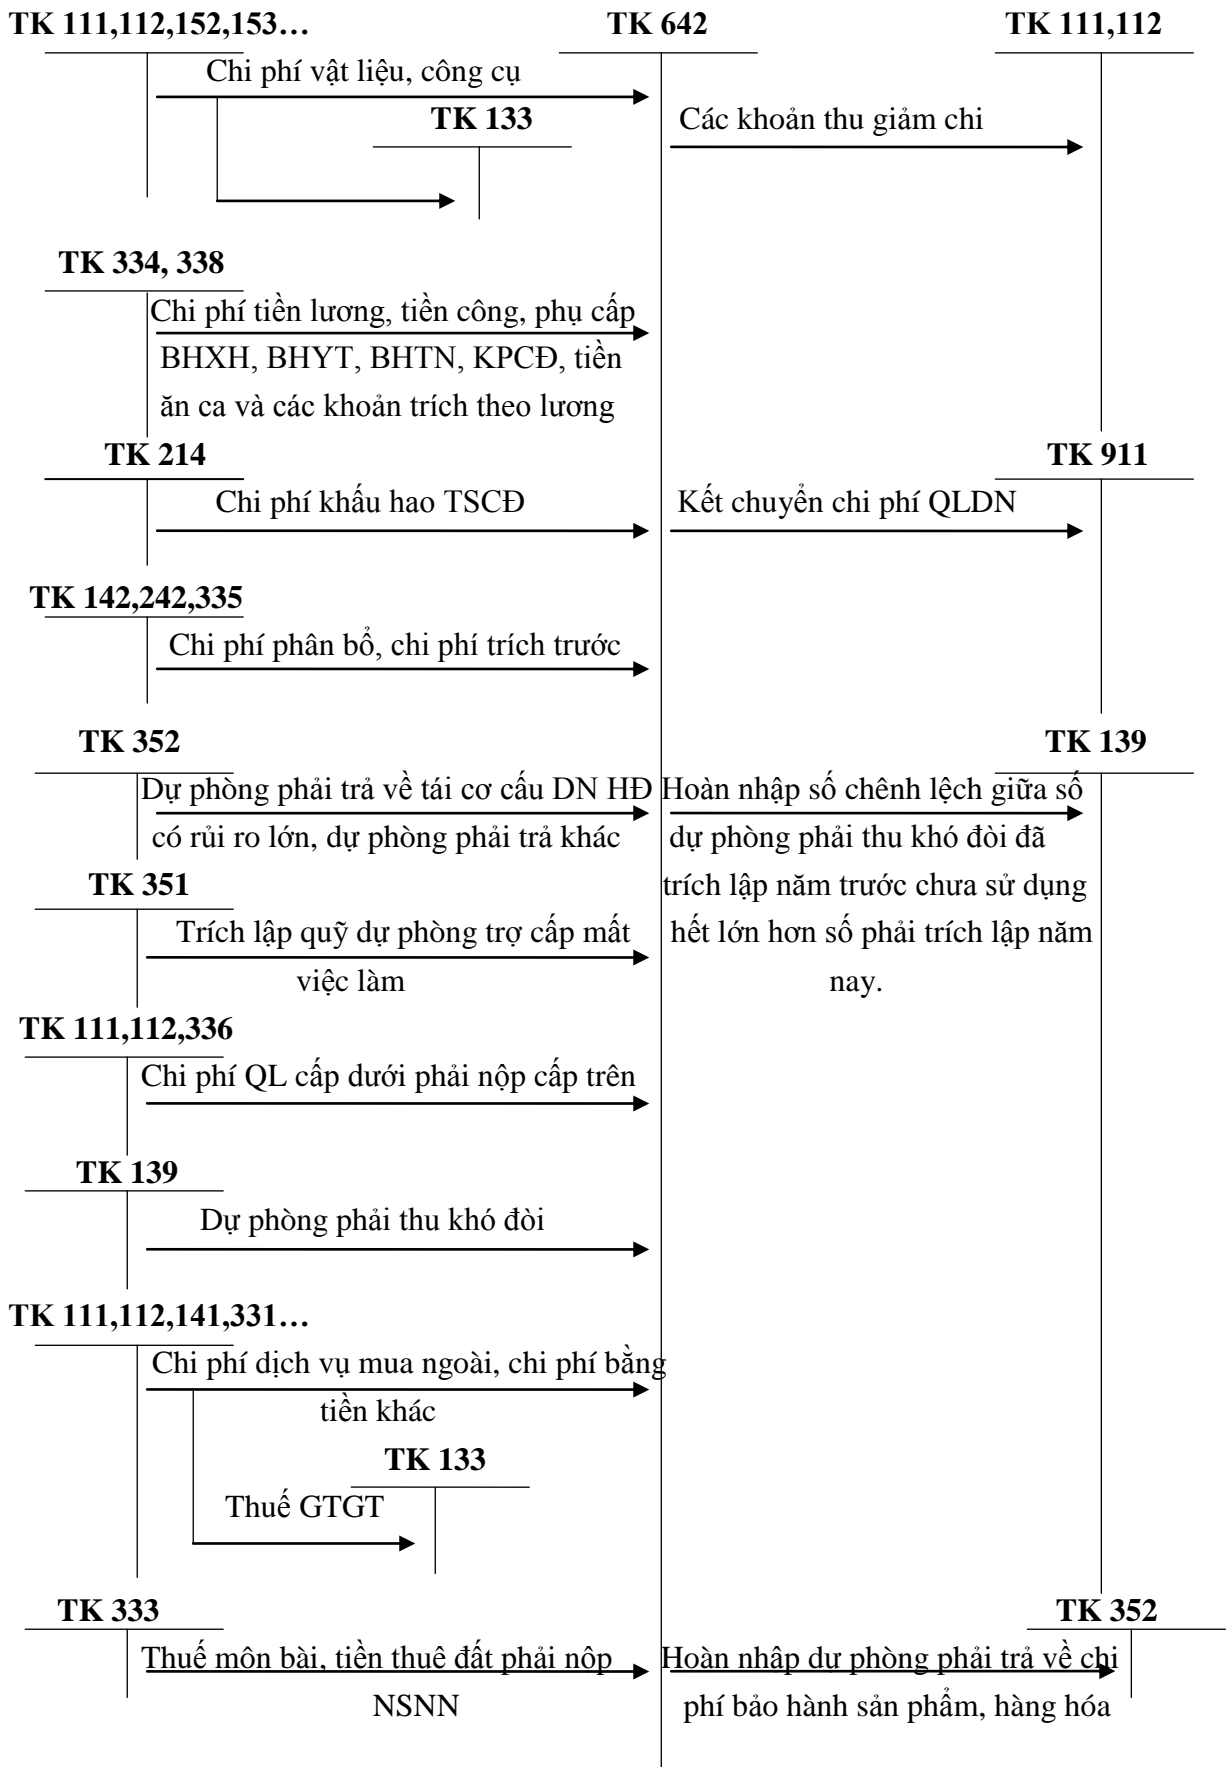 TK 111,112,152,153…
TK 642
TK 111,112
Chi phí vật liệu, công cụ
TK 133
Các khoản thu giảm chi
TK 334, 338
Chi phí tiền lương, tiền công, phụ cấp
BHXH, BHYT, BHTN, KPCĐ, tiền
ăn ca và các khoản trích theo lương
TK 214
TK 911
Chi phí khấu hao TSCĐ
Kết chuyển chi phí QLDN
TK 142,242,335
Chi phí phân bổ, chi phí trích trước
TK 352
TK 139
Dự phòng phải trả về tái cơ cấu DN HĐ
có rủi ro lớn, dự phòng phải trả khác
Hoàn nhập số chênh lệch giữa số
dự phòng phải thu khó đòi đã
trích lập năm trước chưa sử dụng
hết lớn hơn số phải trích lập năm
nay.
TK 351
Trích lập quỹ dự phòng trợ cấp mất
việc làm
TK 111,112,336
Chi phí QL cấp dưới phải nộp cấp trên
TK 139
Dự phòng phải thu khó đòi
TK 111,112,141,331…
Chi phí dịch vụ mua ngoài, chi phí bằng
tiền khác
TK 133
Thuế GTGT
TK 333
TK 352
Thuế môn bài, tiền thuê đất phải nộp
NSNN
Hoàn nhập dự phòng phải trả về chi
phí bảo hành sản phẩm, hàng hóa